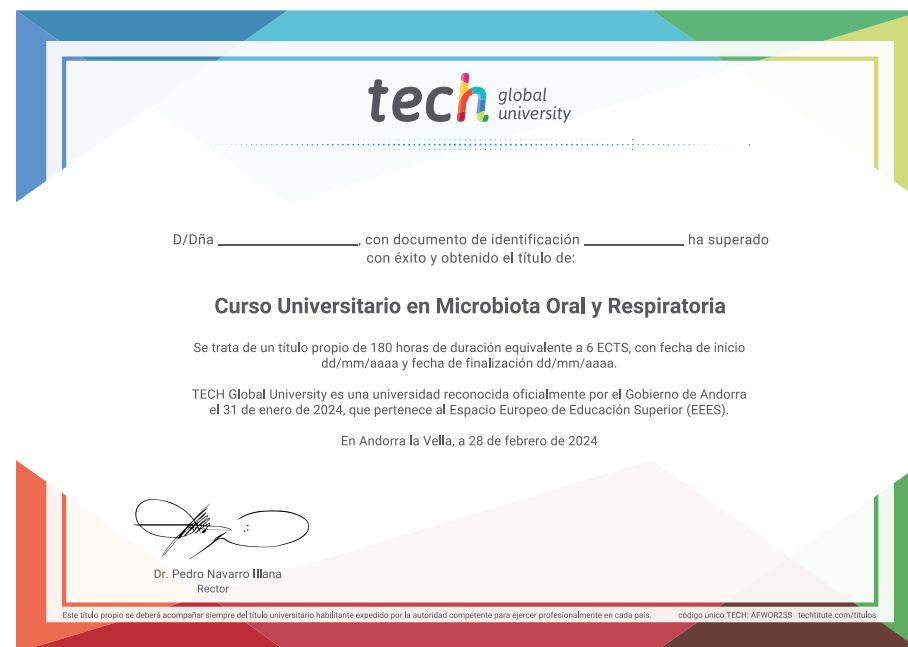 tech global university
D/Dña ____________________, con documento de identificación ______________ ha superado
con éxito y obtenido el título de:
Curso Universitario en Microbiota Oral y Respiratoria
Se trata de un título propio de 180 horas de duración equivalente a 6 ECTS, con fecha de inicio
dd/mm/aaaa y fecha de finalización dd/mm/aaaa.
TECH Global University es una universidad reconocida oficialmente por el Gobierno de Andorra
el 31 de enero de 2024, que pertenece al Espacio Europeo de Educación Superior (EEES).
En Andorra la Vella, a 28 de febrero de 2024
Dr. Pedro Navarro Illana
Rector
Este título propio se deberá acompañar siempre del título universitario habilitante expedido por la autoridad competente para ejercer profesionalmente en cada país. código único TECH: AFWOR23S techtitute.com/titulos